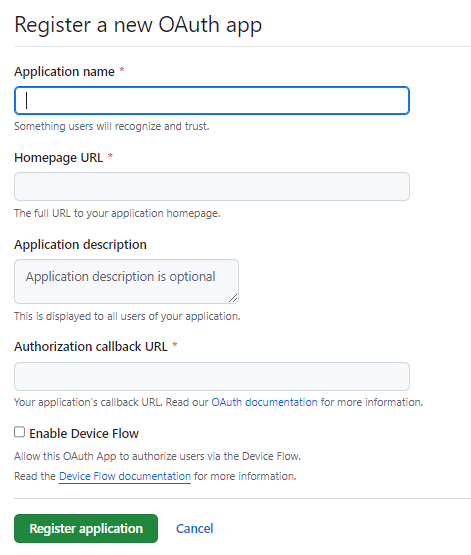 Register a new OAuth app
Application name *
Something users will recognize and trust.
Homepage URL *
The full URL to your application homepage.
Application description
Application description is optional
This is displayed to all users of your application.
Authorization callback URL *
Your application's callback URL. Read our OAuth documentation for more information.
Enable Device Flow
Allow this OAuth App to authorize users via the Device Flow.
Read the Device Flow documentation for more information.
Register application Cancel